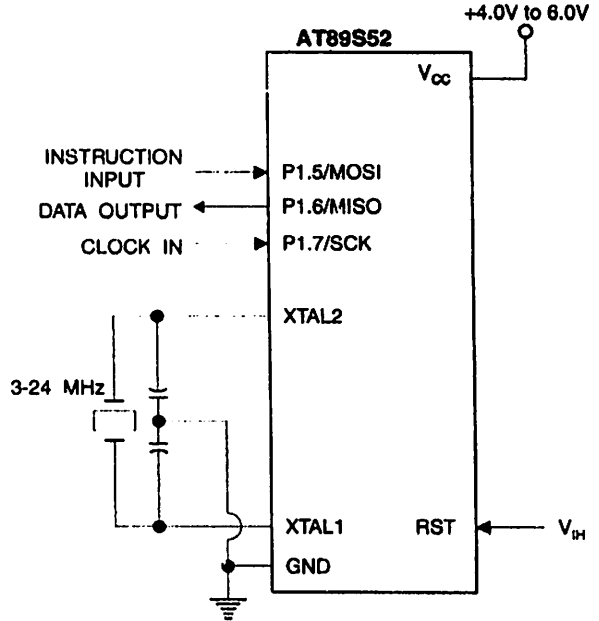 +4.0V to 6.0V
AT89S52
VCC
INSTRUCTION
INPUT
P1.5/MOSI
DATA OUTPUT
P1.6/MISO
CLOCK IN
P1.7/SCK
XTAL2
3-24 MHz
XTAL1
RST
VIH
GND